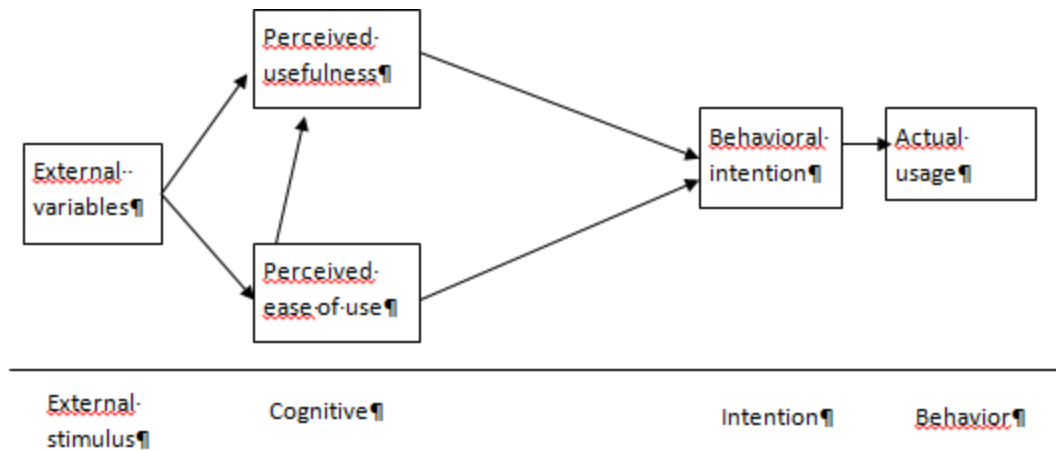 Perceived·
usefulness¶
External··
variables¶
Behavioral·
intention¶
Actual·
usage¶
Perceived·
ease·of·use¶
External·
stimulus¶
Cognitive¶
Intention¶
Behavior¶